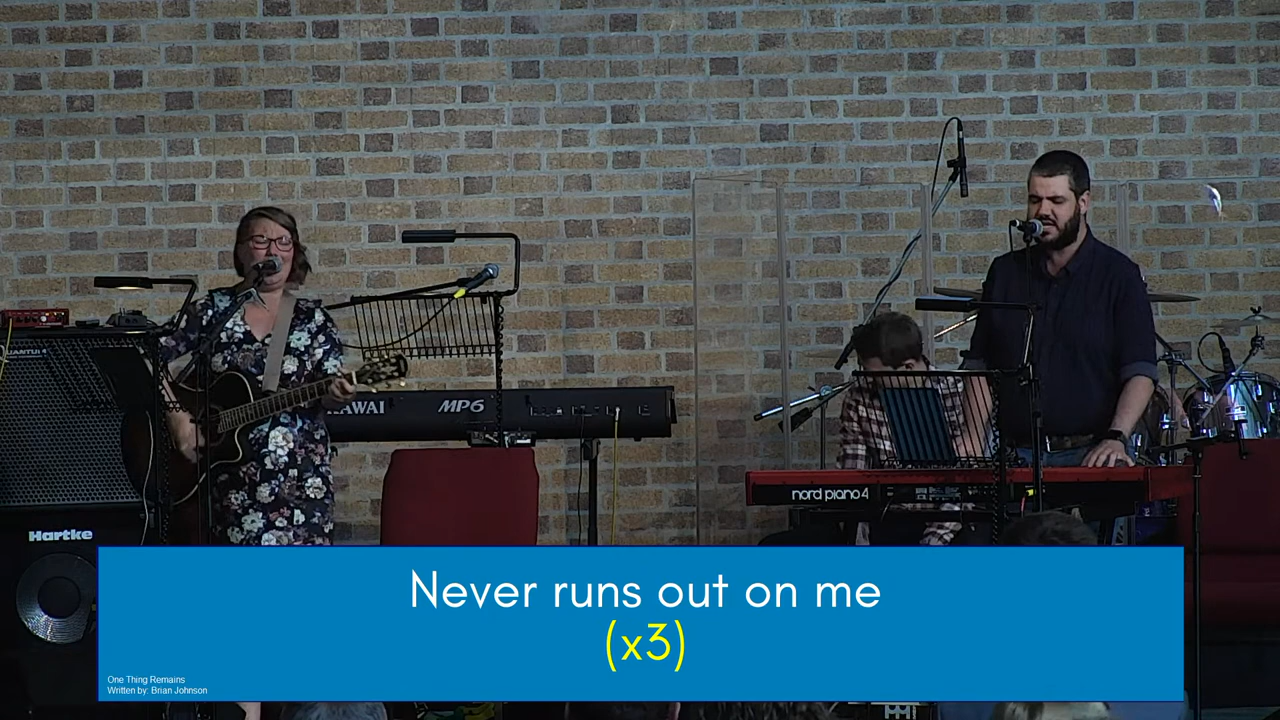 KAWAI
MP6
nord piano 4
Hartke
Never runs out on me
(x3)
One Thing Remains
Written by: Brian Johnson